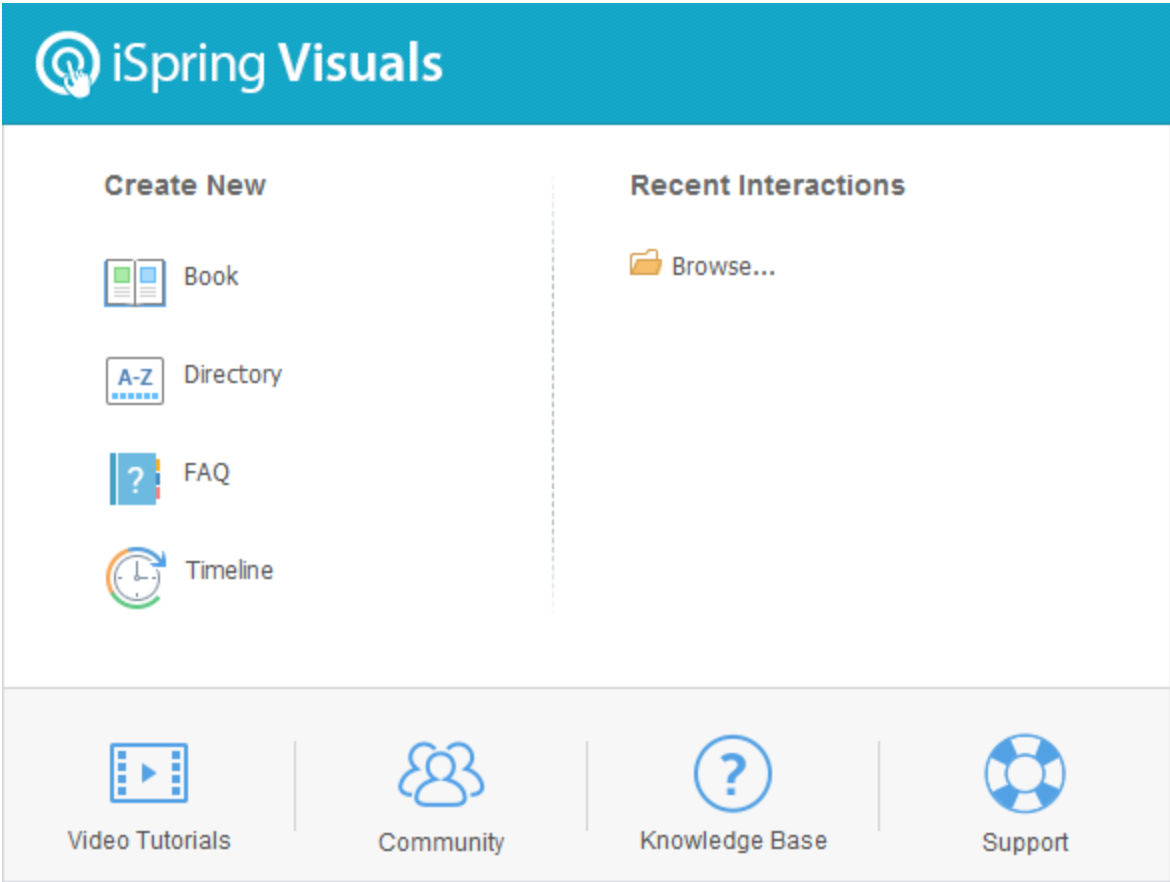 iSpring Visuals
Create New
Book
A-Z
Directory
?
FAQ
Timeline
Recent Interactions
Browse...
Video Tutorials
Community
?
Knowledge Base
Support